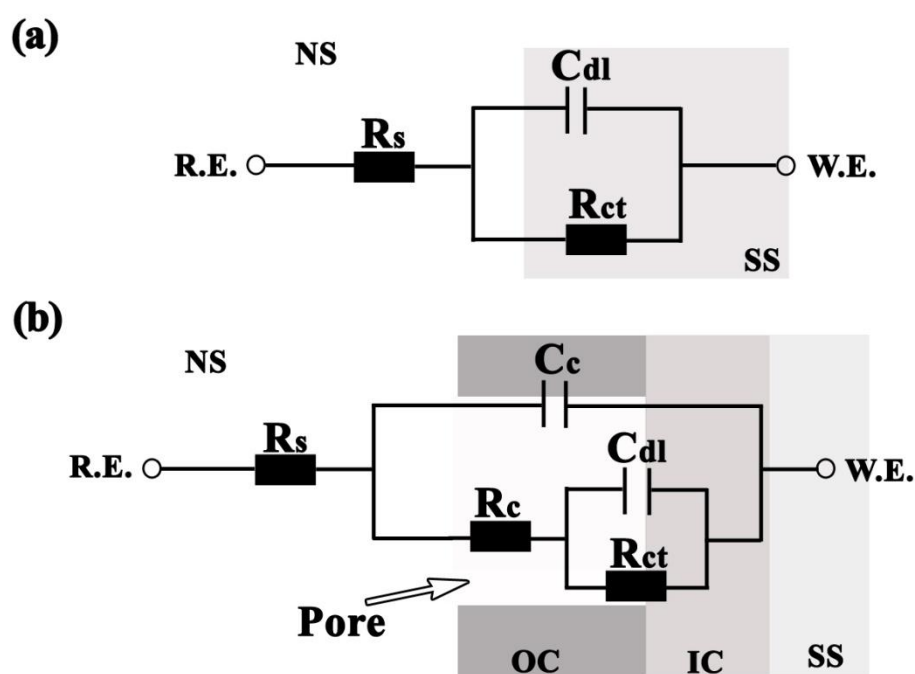 (a)
NS
Cdl
Rs
R.E.
W.E.
Rct
SS
(b)
NS
Cc
Rs
Cdl
R.E.
W.E.
Rc
Rct
Pore
OC
IC
SS